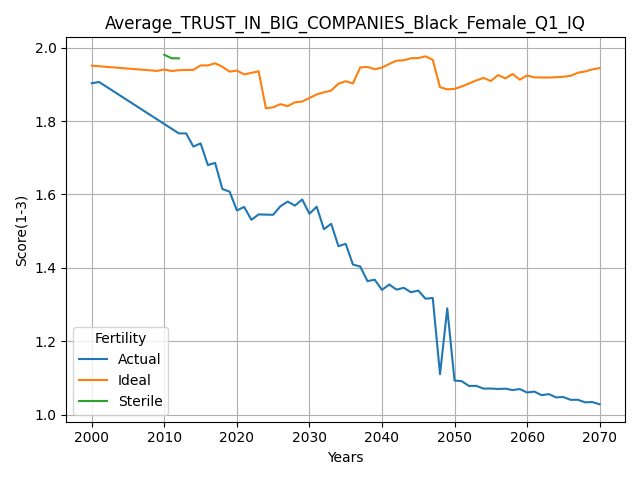 Average_TRUST_IN_BIG_COMPANIES_Black_Female_Q1_IQ
Score(1-3)
2.0
1.8
1.6
1.4
1.2
1.0
Fertility
Actual
Ideal
Sterile
2000 2010 2020 2030 2040 2050 2060 2070
Years